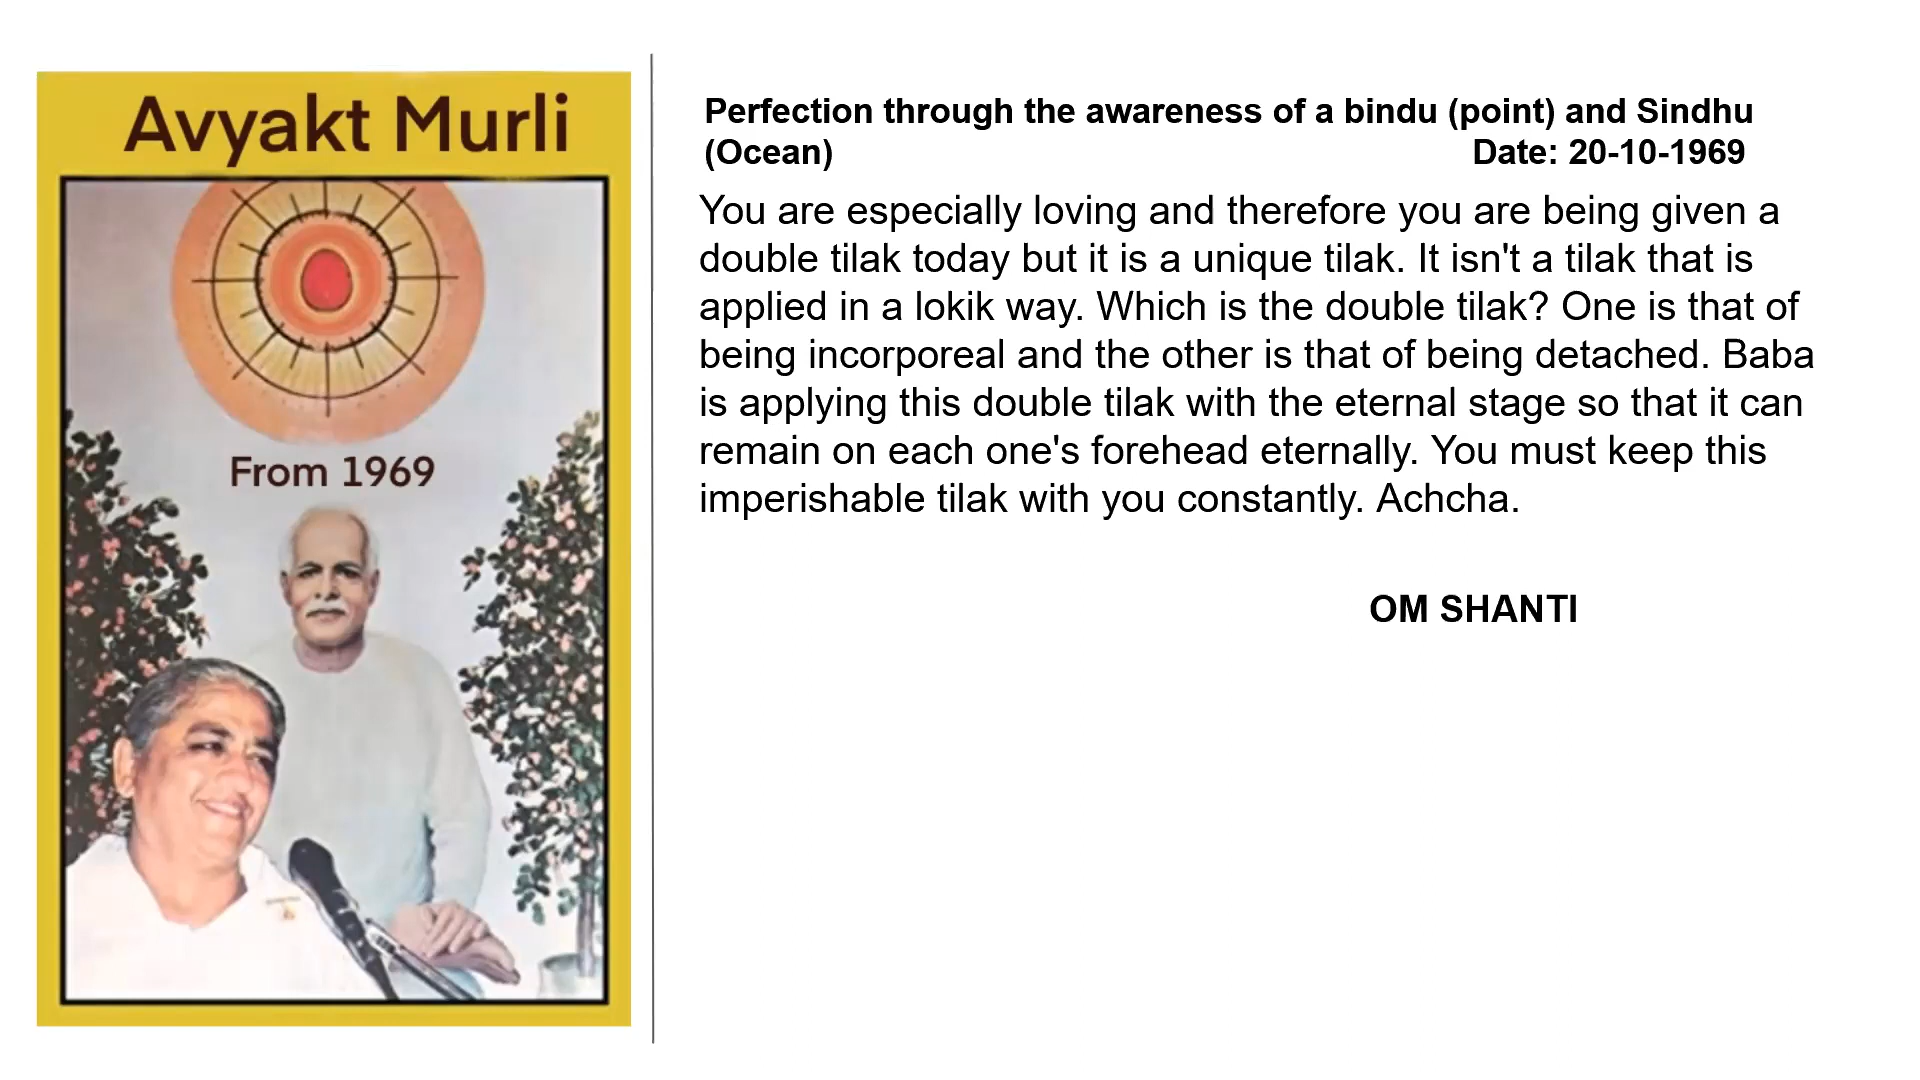 Avyakt Murli
From 1969
Perfection through the awareness of a bindu (point) and Sindhu
(Ocean) Date: 20-10-1969
You are especially loving and therefore you are being given a
double tilak today but it is a unique tilak. It isn't a tilak that is
applied in a lokik way. Which is the double tilak? One is that of
being incorporeal and the other is that of being detached. Baba
is applying this double tilak with the eternal stage so that it can
remain on each one's forehead eternally. You must keep this
imperishable tilak with you constantly. Achcha.
OM SHANTI